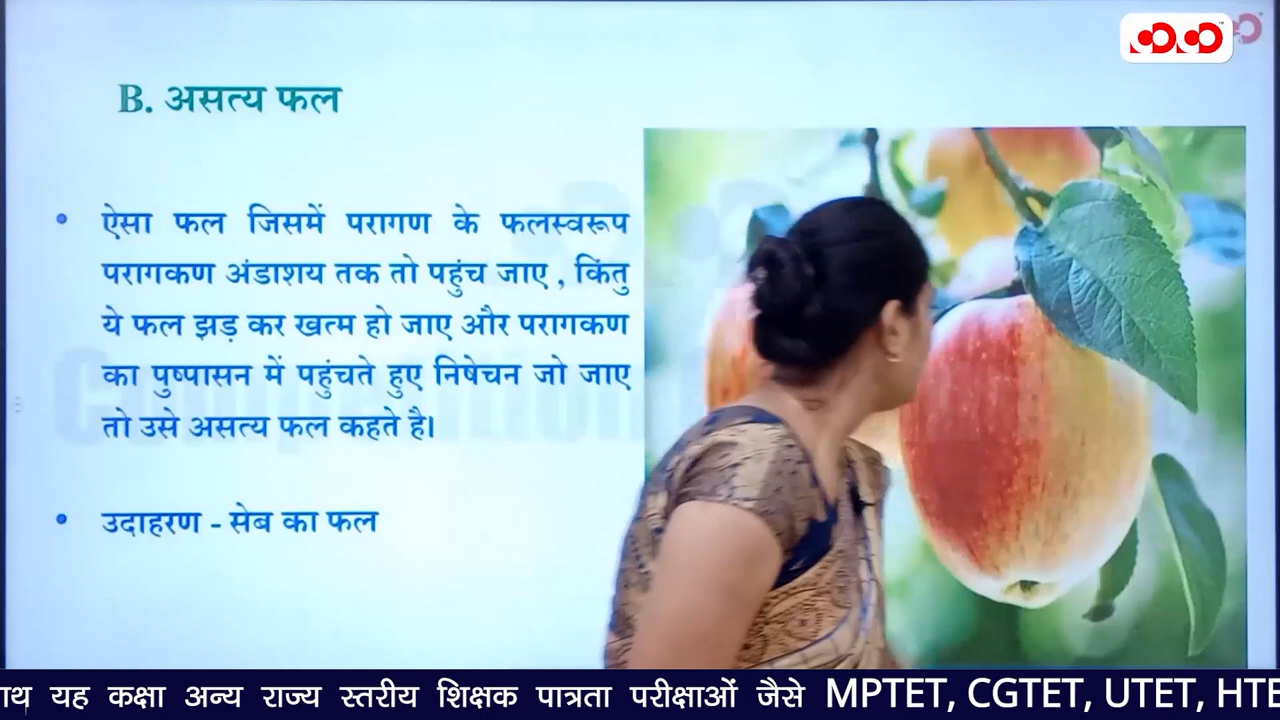 B. असत्य फल
ऐसा फल जिसमें परागण के फलस्वरूप
परागकण अंडाशय तक तो पहुंच जाए , किंतु
ये फल झड़ कर खत्म हो जाए और परागकण
का पुष्पासन में पहुंचते हुए निषेचन जो जाए
तो उसे असत्य फल कहते है।
उदाहरण - सेब का फल
यह कक्षा अन्य राज्य स्तरीय शिक्षक पात्रता परीक्षाओं जैसे MPTET, CGTET, UTET,